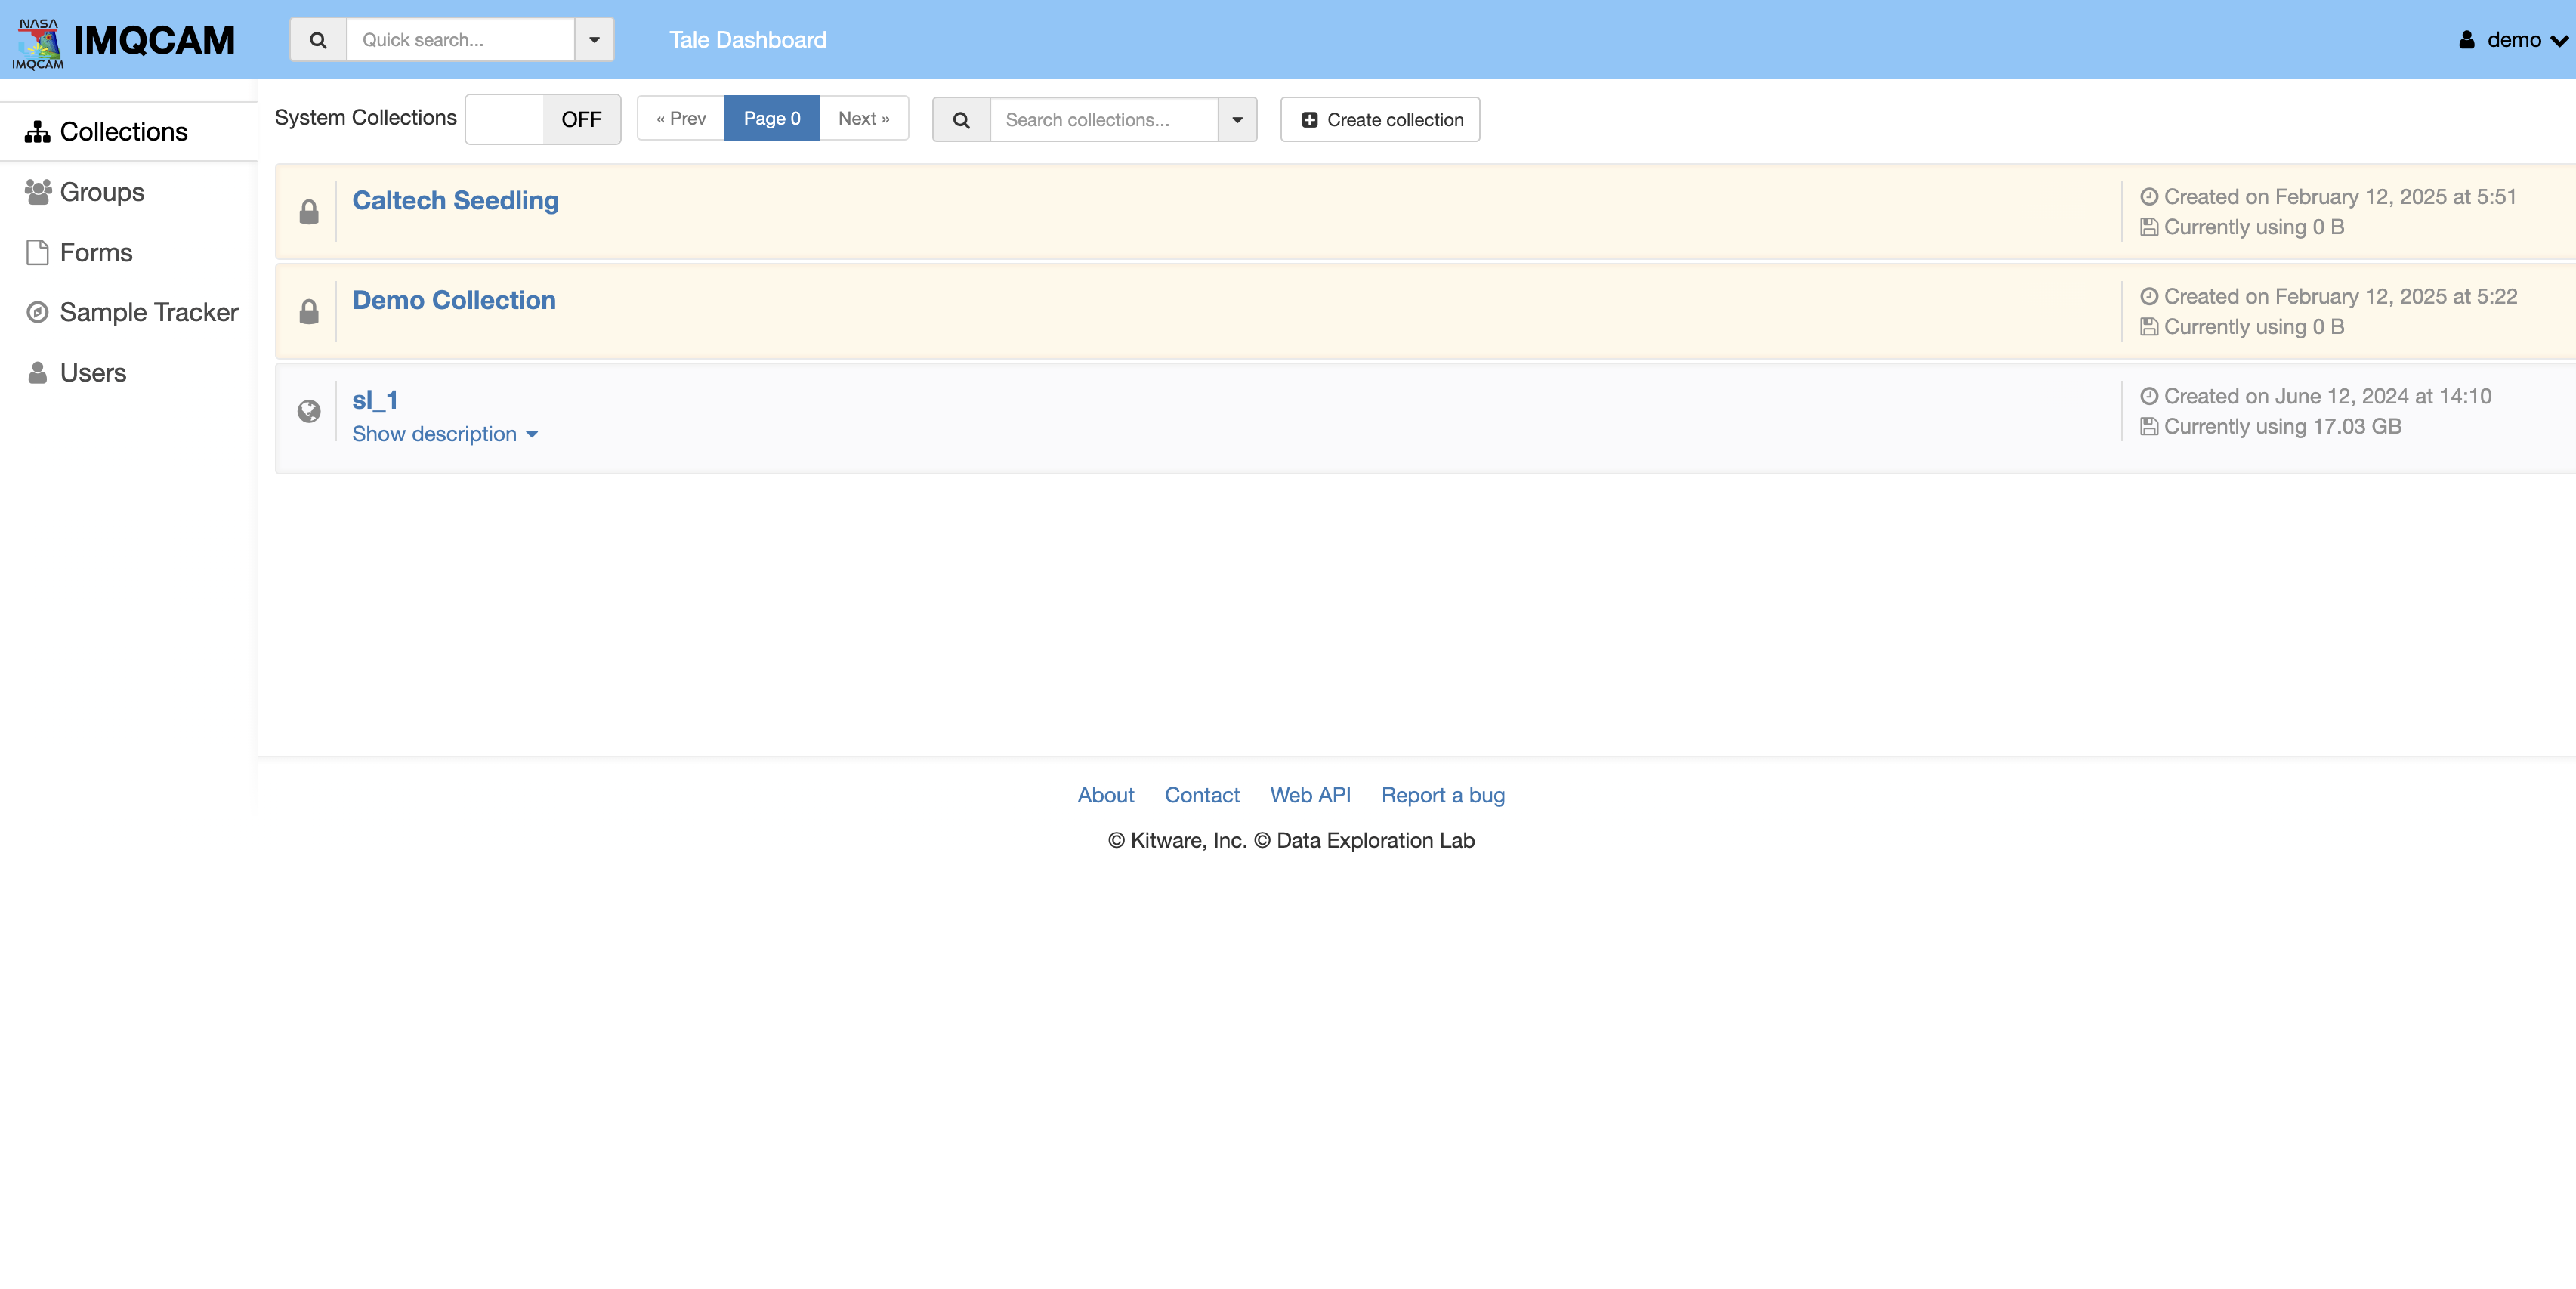 NASA
IMQCAM
IMQCAM
Quick search...
Tale Dashboard
demo
Collections
Groups
Forms
Sample Tracker
Users
System Collections
OFF
« Prev
Page 0
Next »
Search collections...
Create collection
Caltech Seedling
Created on February 12, 2025 at 5:51
Currently using 0 B
Demo Collection
Created on February 12, 2025 at 5:22
Currently using 0 B
sl_1
Show description
Created on June 12, 2024 at 14:10
Currently using 17.03 GB
About Contact Web API Report a bug
© Kitware, Inc. © Data Exploration Lab